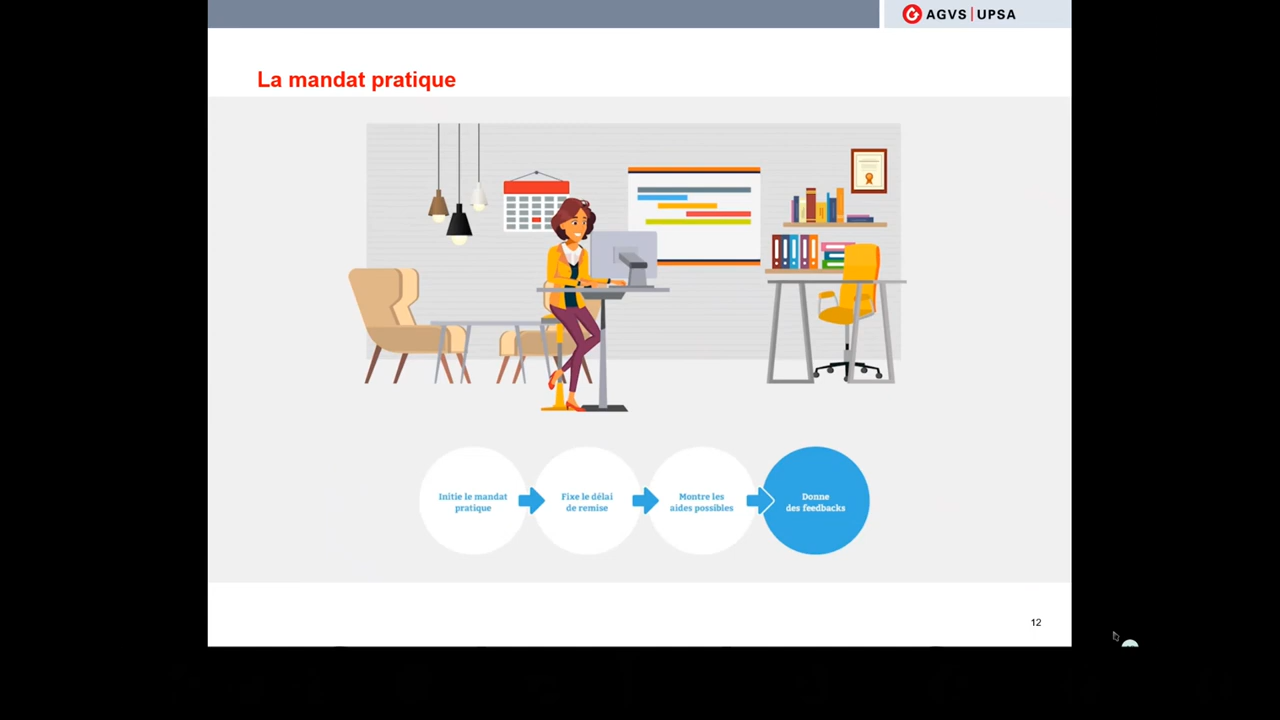 AGVS | UPSA
La mandat pratique
Initie le mandat
pratique
Fixe le délai
de remise
Montre les
aides possibles
Donne
des feedbacks
12